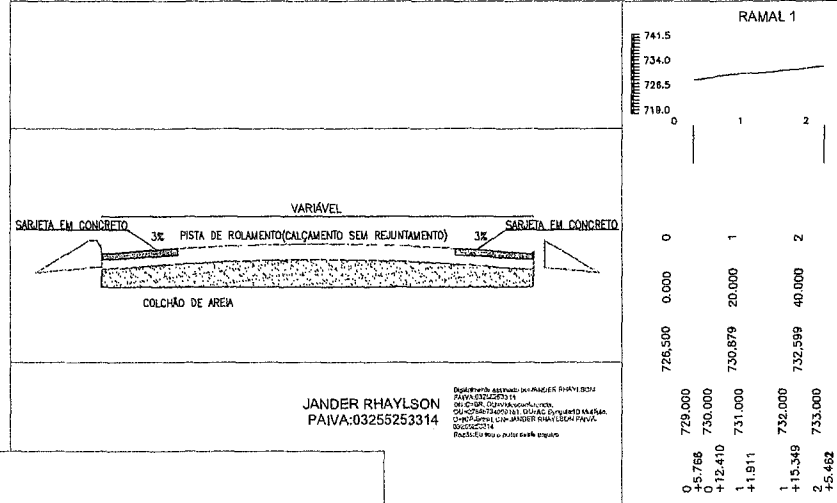 RAMAL 1
741.5
734.0
726.5
719.0
0 1 2
VARIÁVEL
SARJETA EM CONCRETO
3%
PISTA DE ROLAMENTO(CALÇAMENTO SEM REJUNTAMENTO)
3%
SARJETA EM CONCRETO
COLCHÃO DE AREIA
0 1 2
0.000 20.000 40.000
726,500 730.879 732.599
729.000 730.000 731.000 732.000 733.000
0 +5.766
0 +12.410
1 +1.911
1 +15.349
2 +5.462
JANDER RHAYLSON
PAIVA:03255253314